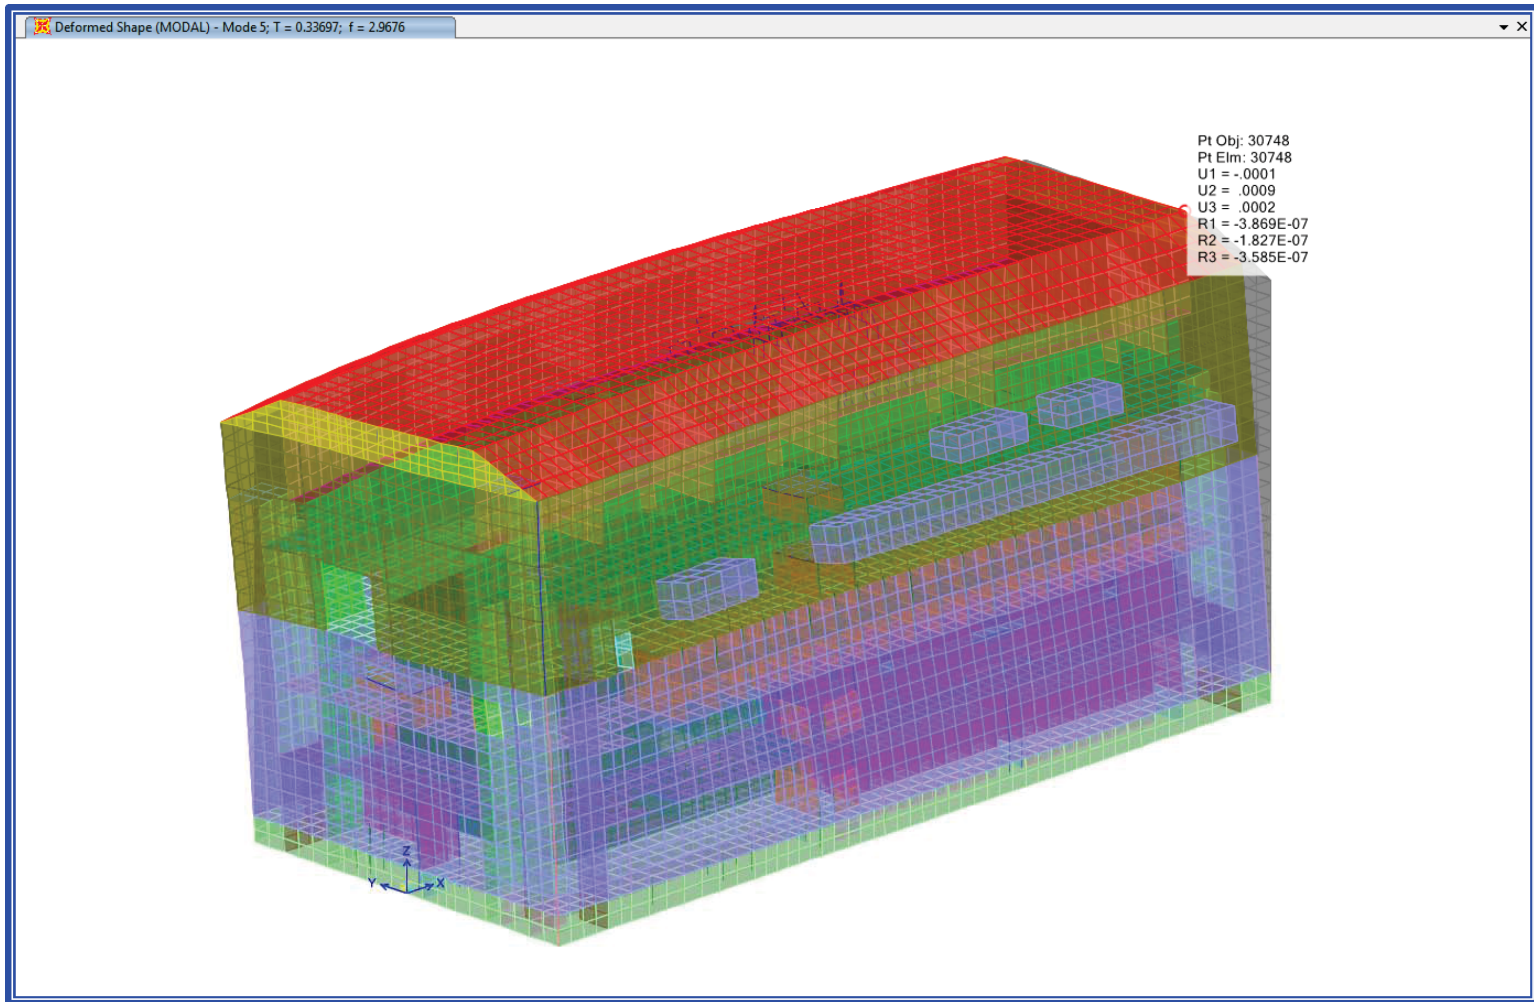 Deformed Shape (MODAL) - Mode 5; T = 0.33697; f = 2.9676
Pt Obj: 30748
Pt Elm: 30748
U1 = -.0001
U2 = .0009
U3 = .0002
R1 = -3.869E-07
R2 = -1.827E-07
R3 = -3.585E-07
Z
Y
X